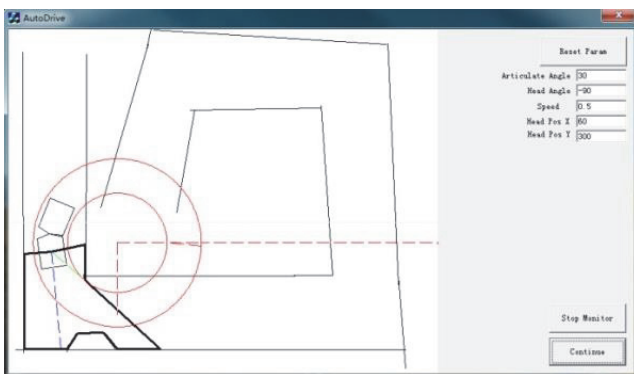 AutoDrive
Reset Param
Articulate Angle 30
Head Angle -90
Speed 0.5
Head Pos X 60
Head Pos Y 300
Stop Monitor
Continue